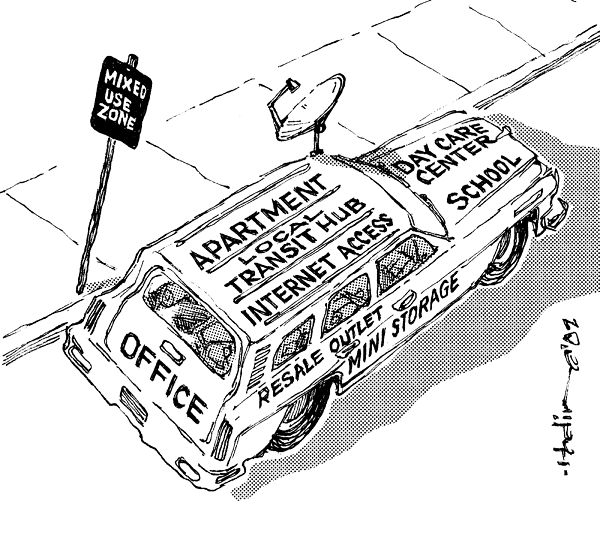 MIXED
USE
ZONE
APARTMENT
LOCAL
TRANSIT HUB
INTERNET ACCESS
DAY CARE
CENTER
SCHOOL
RESALE OUTLET
MINI STORAGE
OFFICE